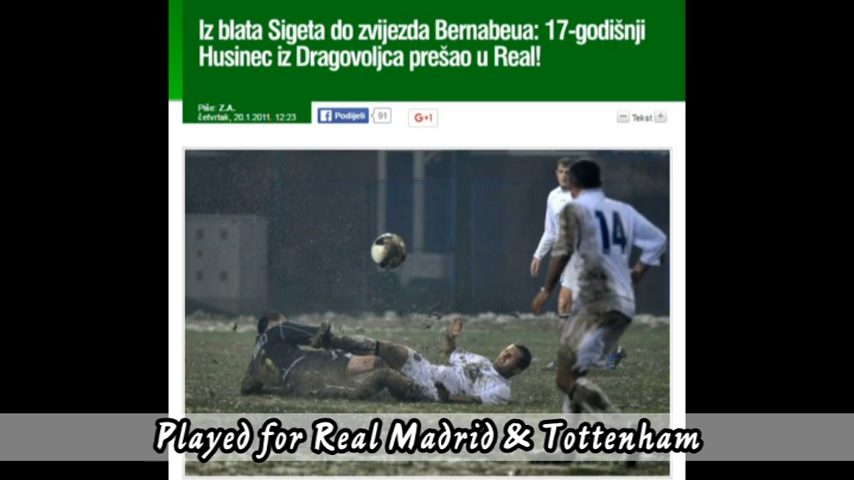 Iz blata Sigeta do zvijezda Bernabeua: 17-godišnji
Husinec iz Dragovoljca prešao u Real!
Piše: Z.A.
četvrtak, 20.1.2011. 12:23
Podijeli 91
G+1
Tekst
14
Played for Real Madrid & Tottenham